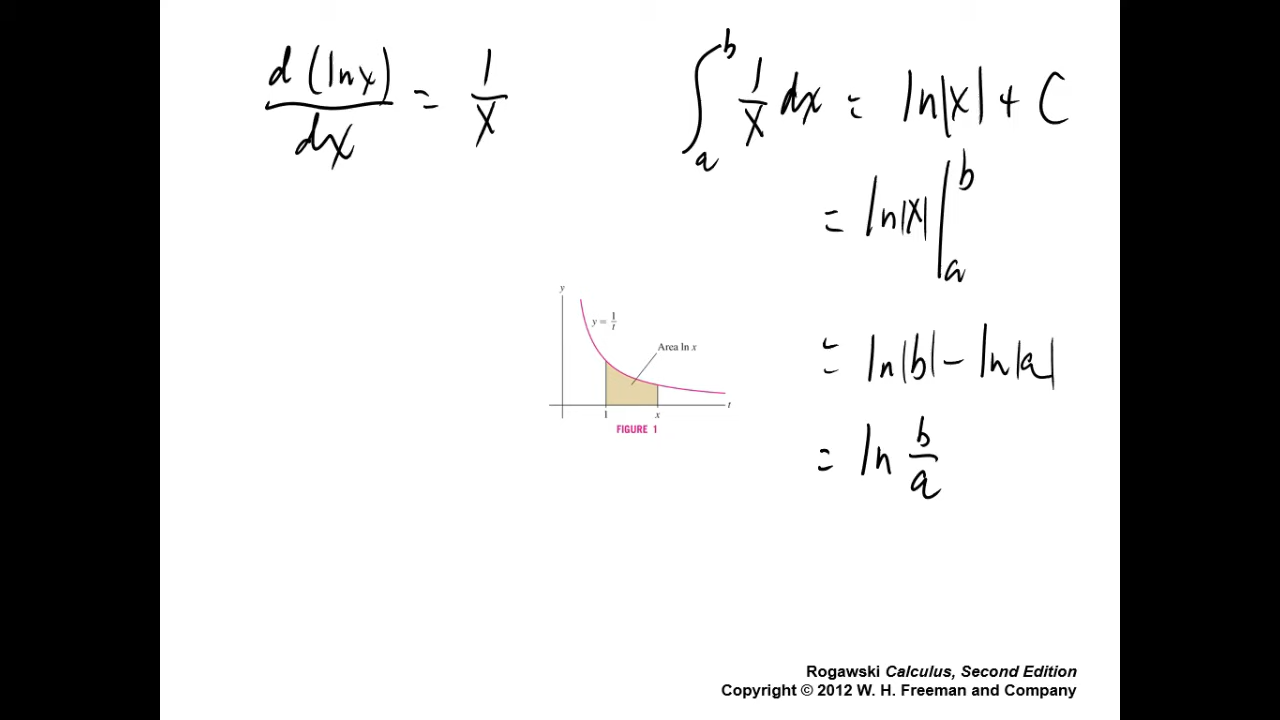 d(ln x)/dx = 1/x
∫_a^b 1/x dx = ln|x| + C
= ln|x| |_a^b
= ln|b| - ln|a|
= ln b/a
y
y = 1/t
Area ln x
1 x t
FIGURE 1
Rogawski Calculus, Second Edition
Copyright © 2012 W. H. Freeman and Company